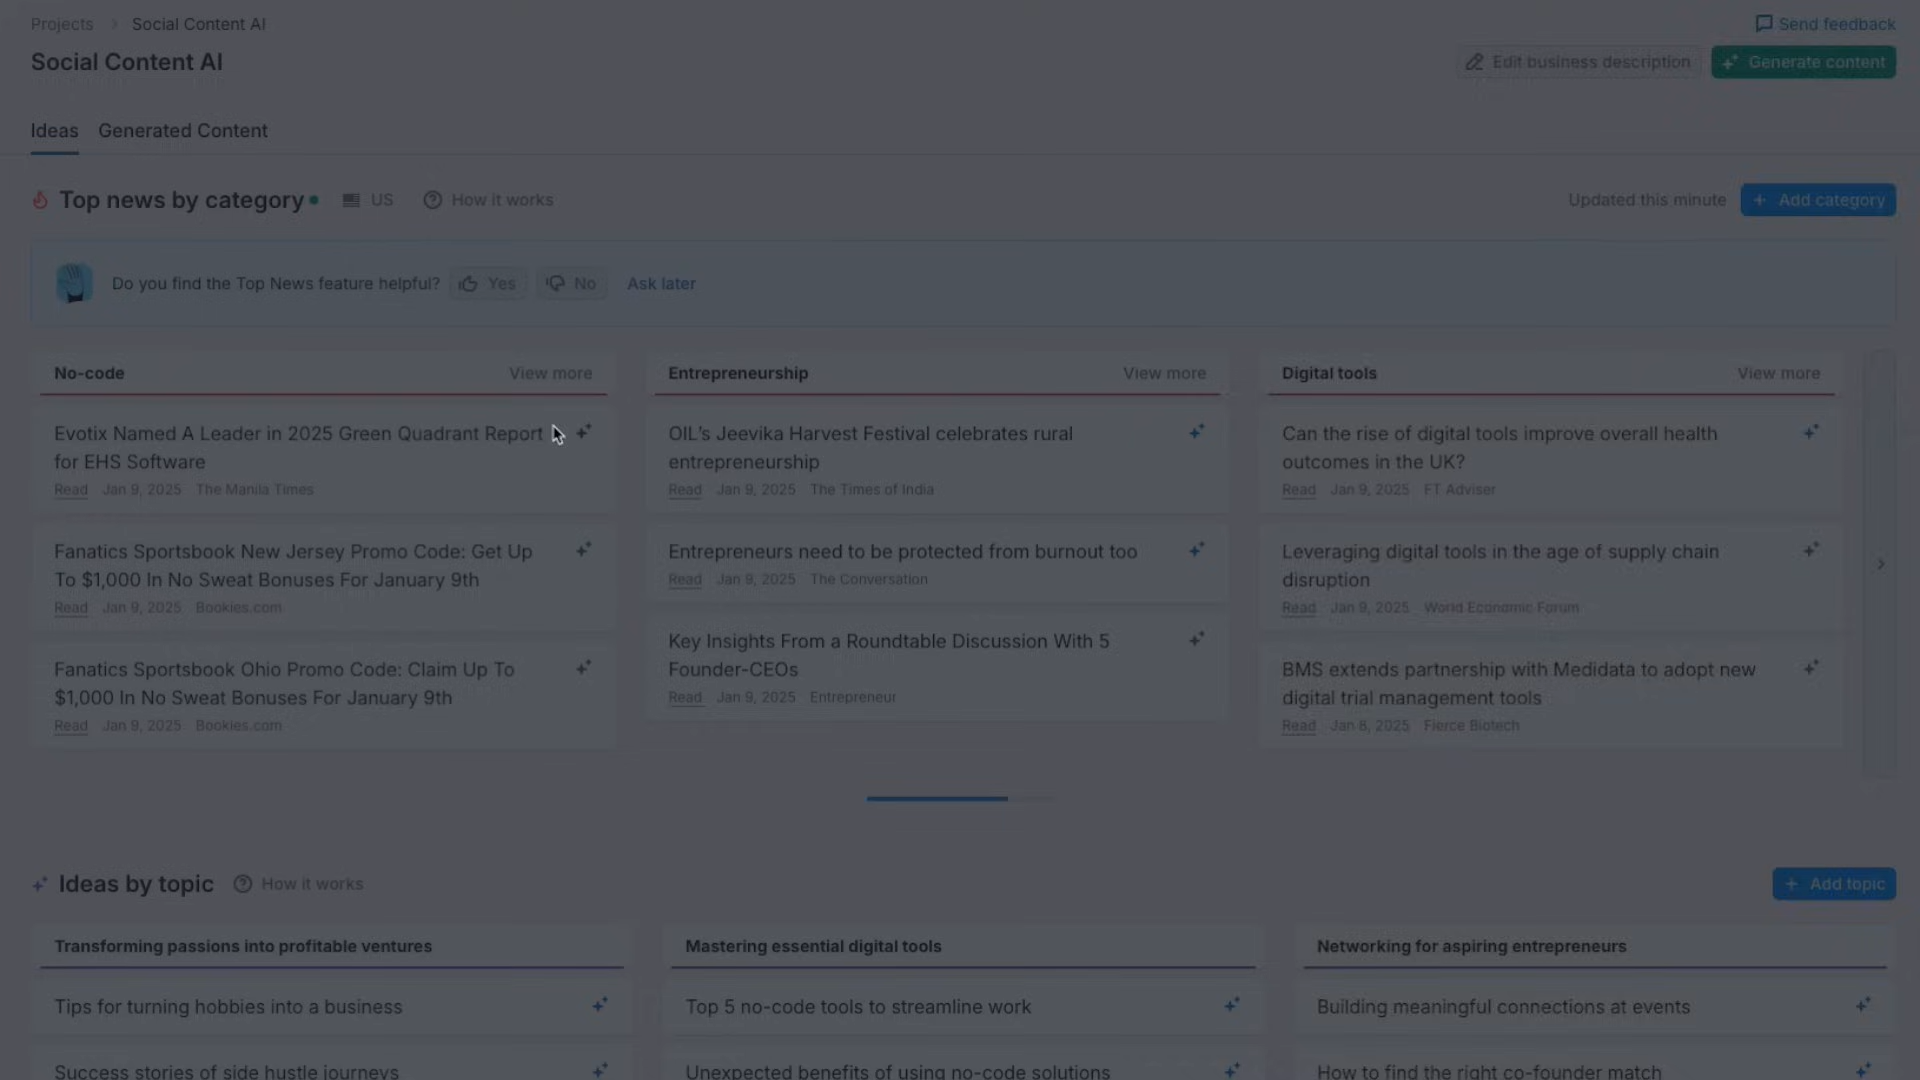 Projects > Social Content AI
Send feedback
Social Content AI
Edit business description
Generate content
Ideas
Generated Content
Top news by category
US
How it works
Updated this minute
+ Add category
Do you find the Top News feature helpful?
Yes
No
Ask later
No-code
View more
Evotix Named A Leader in 2025 Green Quadrant Report
for EHS Software
Read Jan 9, 2025 The Manila Times
Fanatics Sportsbook New Jersey Promo Code: Get Up
To $1,000 In No Sweat Bonuses For January 9th
Read Jan 9, 2025 Bookies.com
Fanatics Sportsbook Ohio Promo Code: Claim Up To
$1,000 In No Sweat Bonuses For January 9th
Read Jan 9, 2025 Bookies.com
Entrepreneurship
View more
OIL's Jeevika Harvest Festival celebrates rural
entrepreneurship
Read Jan 9, 2025 The Times of India
Entrepreneurs need to be protected from burnout too
Read Jan 9, 2025 The Conversation
Key Insights From a Roundtable Discussion With 5
Founder-CEOs
Read Jan 9, 2025 Entrepreneur
Digital tools
View more
Can the rise of digital tools improve overall health
outcomes in the UK?
Read Jan 9, 2025 FT Adviser
Leveraging digital tools in the age of supply chain
disruption
Read Jan 9, 2025 World Economic Forum
BMS extends partnership with Medidata to adopt new
digital trial management tools
Read Jan 8, 2025 Fierce Biotech
Ideas by topic
How it works
+ Add topic
Transforming passions into profitable ventures
Tips for turning hobbies into a business
Success stories of side hustle journeys
Mastering essential digital tools
Top 5 no-code tools to streamline work
Unexpected benefits of using no-code solutions
Networking for aspiring entrepreneurs
Building meaningful connections at events
How to find the right co-founder match